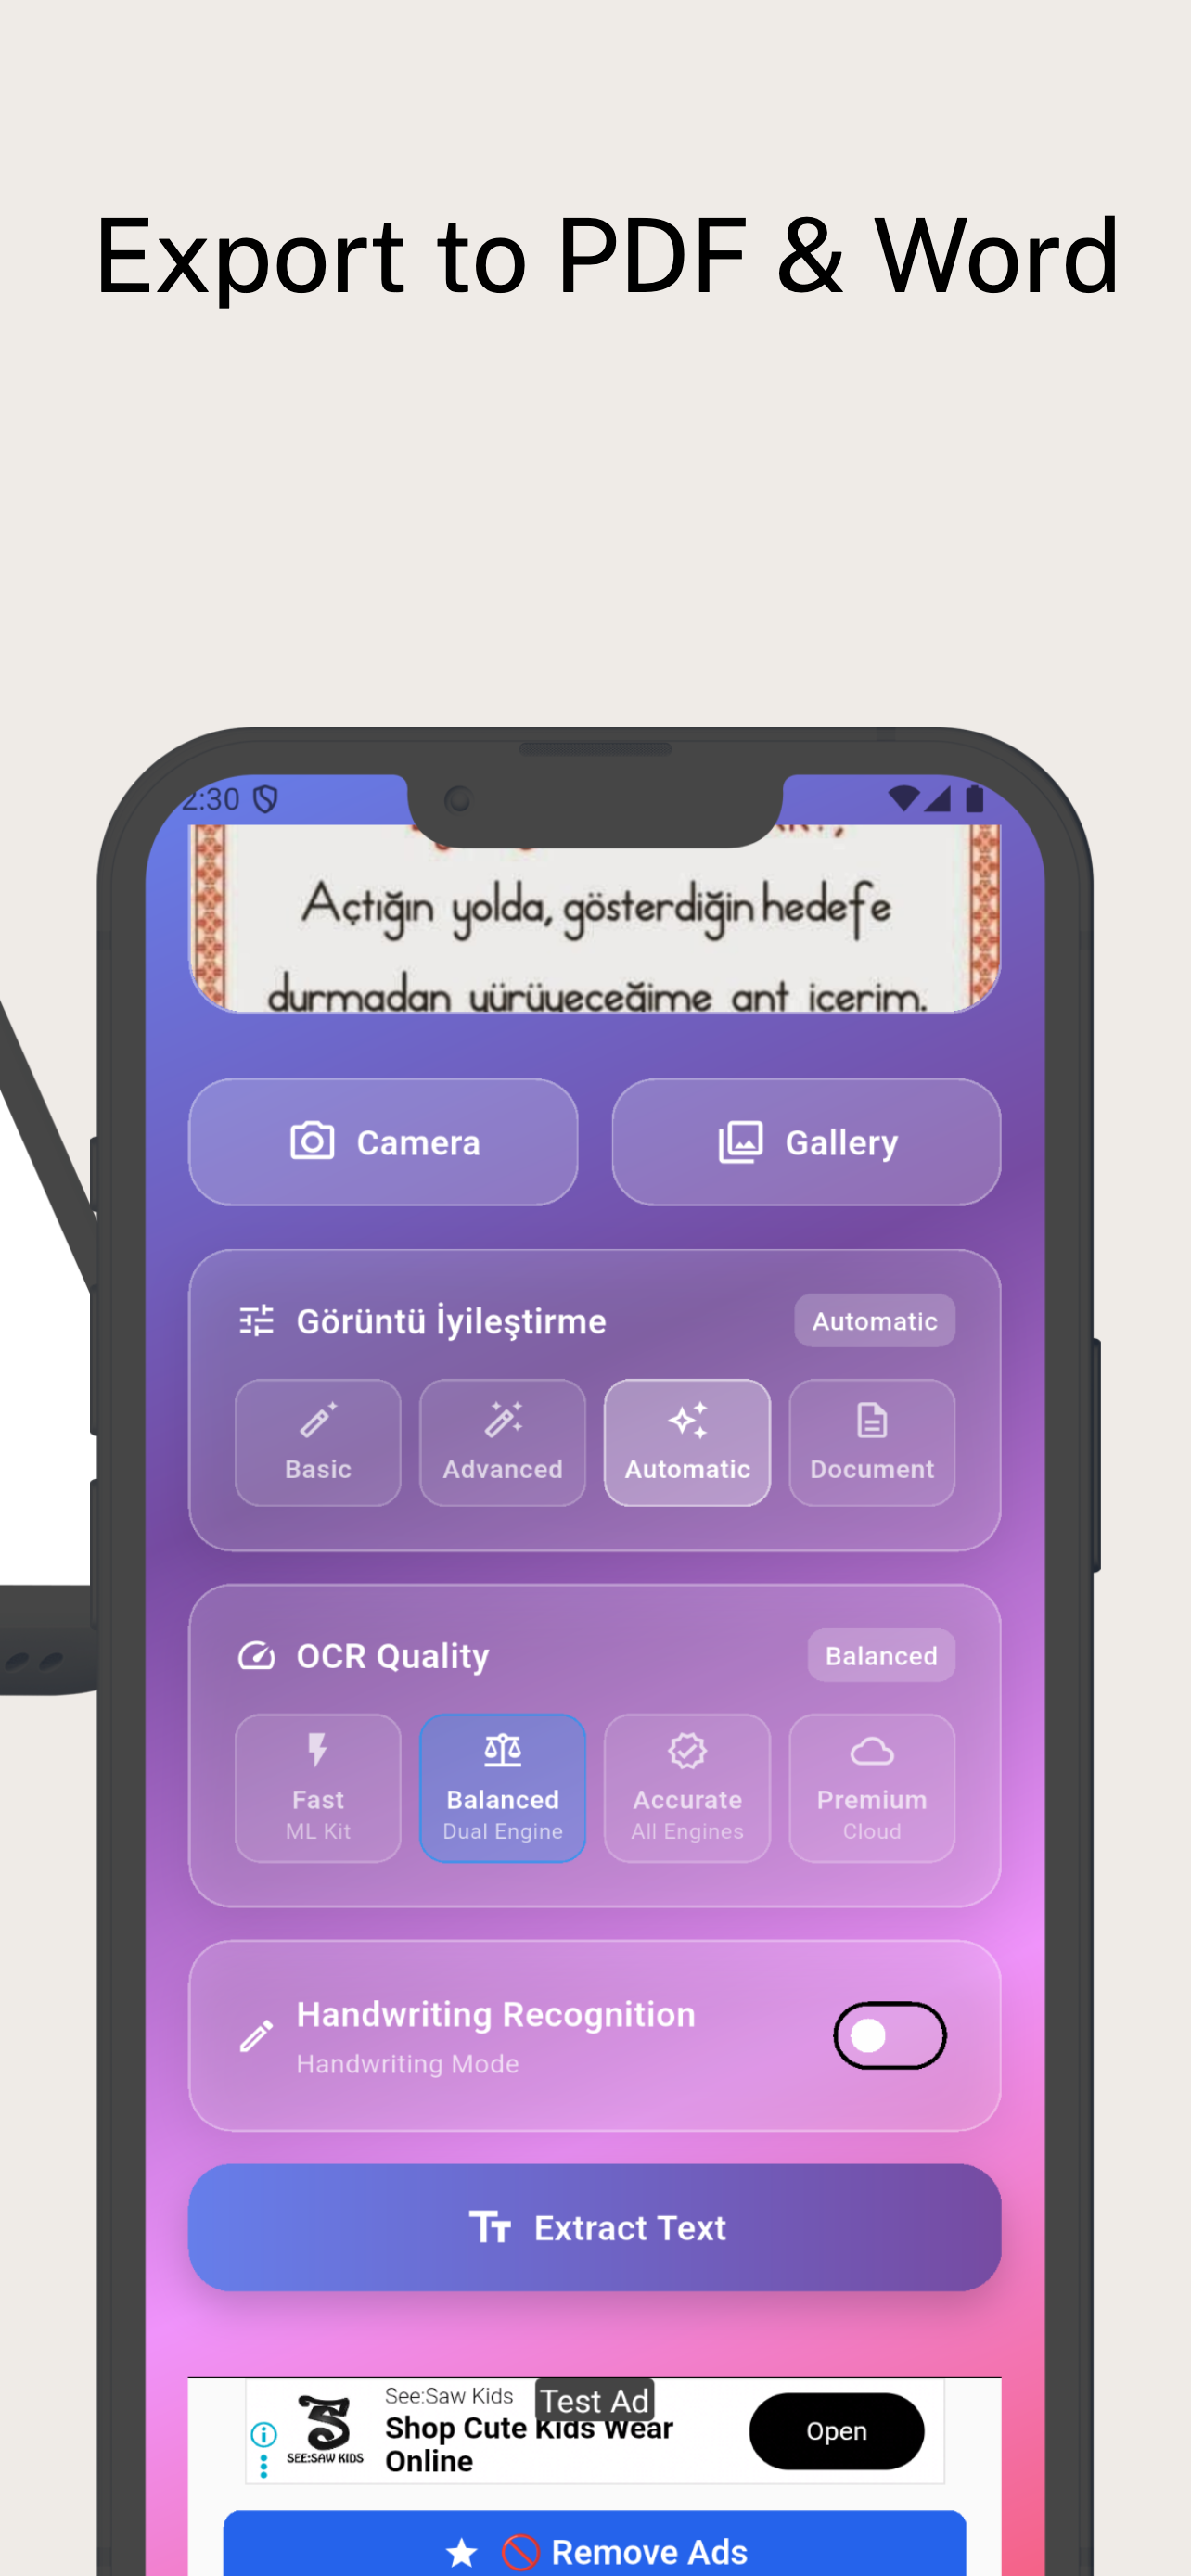 Export to PDF & Word
2:30
Açtığın yolda, gösterdiğin hedefe
durmadan yürüyeceğime ant içerim.
Camera
Gallery
Görüntü İyileştirme
Automatic
Basic
Advanced
Automatic
Document
OCR Quality
Balanced
Fast
Balanced
Accurate
Premium
ML Kit
Dual Engine
All Engines
Cloud
Handwriting Recognition
Handwriting Mode
Extract Text
See:Saw Kids
Test Ad
Shop Cute Kids Wear
Online
SEE:SAW KIDS
Open
🚫 Remove Ads